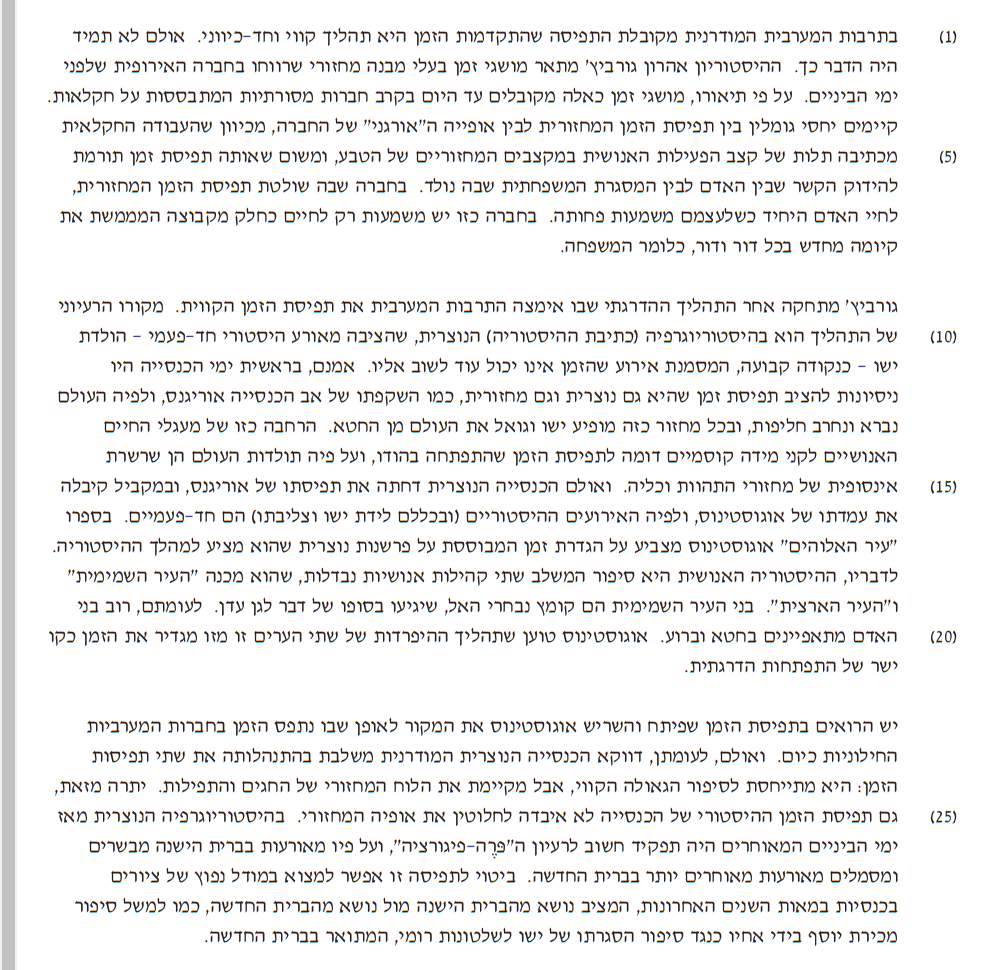 (1) בתרבות המערבית המודרנית מקובלת התפיסה שהתקדמות הזמן היא תהליך קווי וחד-כיווני. אולם לא תמיד
היה הדבר כך. ההיסטוריון אהרון גורביץ' מתאר מושגי זמן בעלי מבנה מחזורי שרווחו בחברה האירופית שלפני
ימי הביניים. על פי תיאורו, מושגי זמן כאלה מקובלים עד היום בקרב חברות מסורתיות המתבססות על חקלאות.
קיימים יחסי גומלין בין תפיסת הזמן המחזורית לבין אופייה ה"אורגני" של החברה, מכיוון שהעבודה החקלאית
(5) מכתיבה תלות של קצב הפעילות האנושית במקצבים המחזוריים של הטבע, ומשום שאותה תפיסת זמן תורמת
להידוק הקשר שבין האדם לבין המסגרת המשפחתית שבה נולד. בחברה שבה שולטת תפיסת הזמן המחזורית,
לחיי האדם היחיד כשלעצמם משמעות פחותה. בחברה כזו יש משמעות רק לחיים כחלק מקבוצה המממשת את
קיומה מחדש בכל דור ודור, כלומר המשפחה.
גורביץ' מתחקה אחר התהליך ההדרגתי שבו אימצה התרבות המערבית את תפיסת הזמן הקווית. מקורו הרעיוני
(10) של התהליך הוא בהיסטוריוגרפיה (כתיבת ההיסטוריה) הנוצרית, שהציבה מאורע היסטורי חד-פעמי - הולדת
ישו - כנקודה קבועה, המסמנת אירוע שהזמן אינו יכול עוד לשוב אליו. אמנם, בראשית ימי הכנסייה היו
ניסיונות להציב תפיסת זמן שהיא גם נוצרית וגם מחזורית, כמו השקפתו של אב הכנסייה אוריגנס, ולפיה העולם
נברא ונחרב חליפות, ובכל מחזור כזה מופיע ישו וגואל את העולם מן החטא. הרחבה כזו של מעגלי החיים
האנושיים לקני מידה קוסמיים דומה לתפיסת הזמן שהתפתחה בהודו, ועל פיה תולדות העולם הן שרשרת
(15) אינסופית של מחזורי התהוות וכליה. ואולם הכנסייה הנוצרית דחתה את תפיסתו של אוריגנס, ובמקביל קיבלה
את עמדתו של אוגוסטינוס, ולפיה האירועים ההיסטוריים (ובכללם לידת ישו וצליבתו) הם חד-פעמיים. בספרו
"עיר האלוהים" אוגוסטינוס מצביע על הגדרת זמן המבוססת על פרשנות נוצרית שהוא מציע למהלך ההיסטוריה.
לדבריו, ההיסטוריה האנושית היא סיפור המשלב שתי קהילות אנושיות נבדלות, שהוא מכנה "העיר השמימית"
ו"העיר הארצית". בני העיר השמימית הם קומץ נבחרי האל, שיגיעו בסופו של דבר לגן עדן. לעומתם, רוב בני
(20) האדם מתאפיינים בחטא וברוע. אוגוסטינוס טוען שתהליך ההיפרדות של שתי הערים זו מזו מגדיר את הזמן כקו
ישר של התפתחות הדרגתית.
יש הרואים בתפיסת הזמן שפיתח והשריש אוגוסטינוס את המקור לאופן שבו נתפס הזמן בחברות המערביות
החילוניות כיום. ואולם, לעומתן, דווקא הכנסייה הנוצרית המודרנית משלבת בהתנהלותה את שתי תפיסות
הזמן: היא מתייחסת לסיפור הגאולה הקווי, אבל מקיימת את הלוח המחזורי של החגים והתפילות. יתרה מזאת,
(25) גם תפיסת הזמן ההיסטורי של הכנסייה לא איבדה לחלוטין את אופיה המחזורי. בהיסטוריוגרפיה הנוצרית מאז
ימי הביניים המאוחרים היה תפקיד חשוב לרעיון ה"פְּרֶה-פיגורציה", ועל פיו מאורעות בברית הישנה מבשרים
ומסמלים מאורעות מאוחרים יותר בברית החדשה. ביטוי לתפיסה זו אפשר למצוא במודל נפוץ של ציורים
בכנסיות במאות השנים האחרונות, המציב נושא מהברית הישנה מול נושא מהברית החדשה, כמו למשל סיפור
מכירת יוסף בידי אחיו כנגד סיפור הסגרתו של ישו לשלטונות רומי, המתואר בברית החדשה.